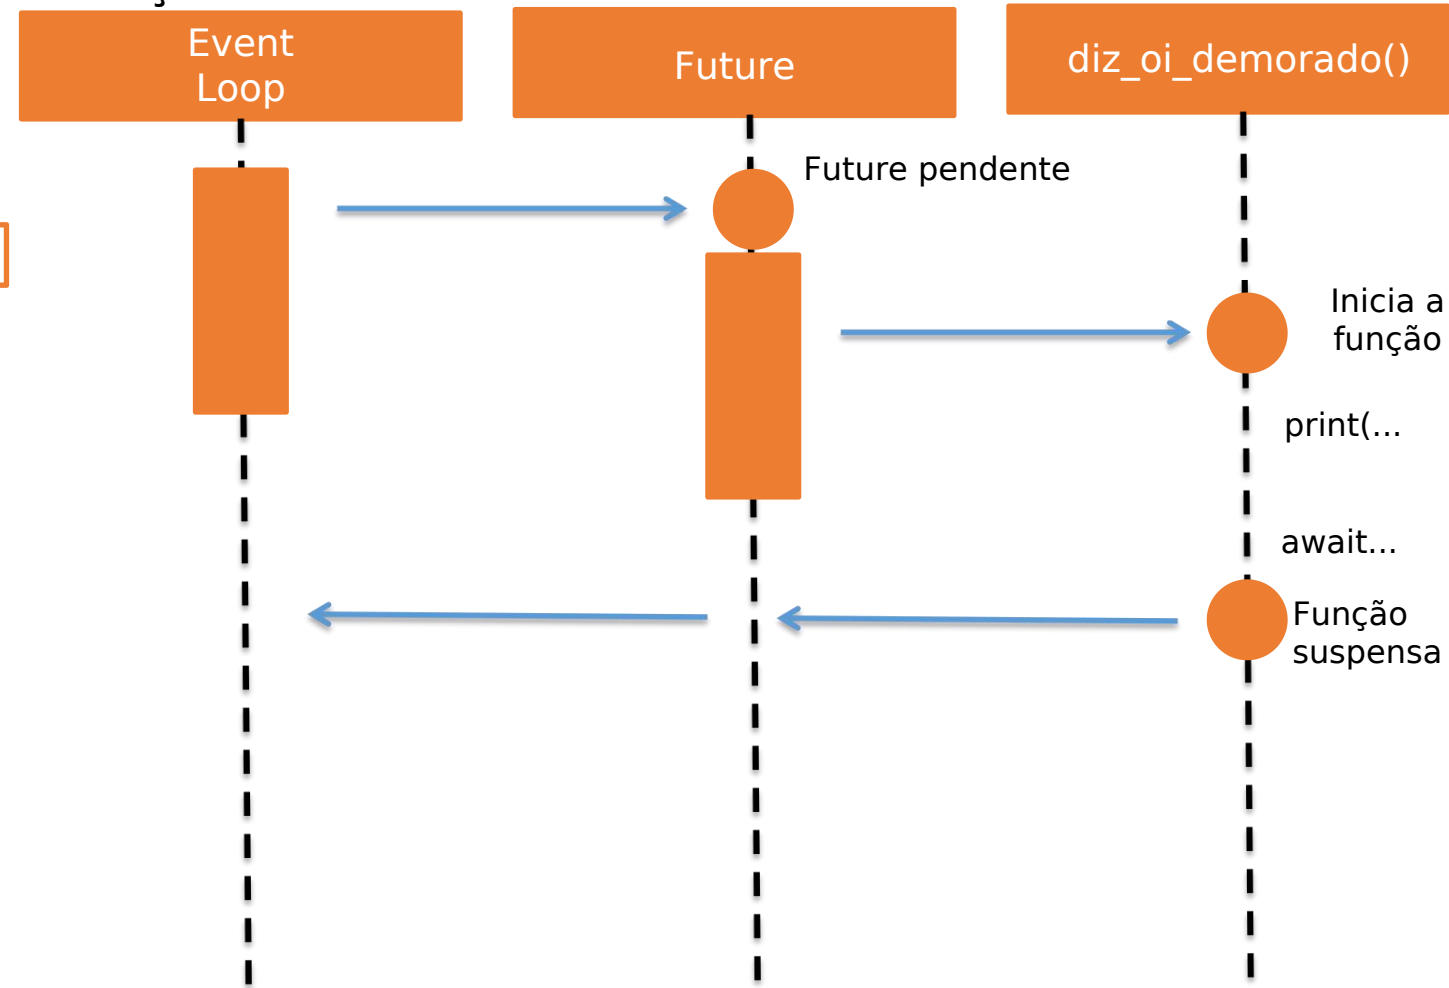 Event
Loop
Future
diz_oi_demorado()
Future pendente
Inicia a
função
print(...
await...
Função
suspensa